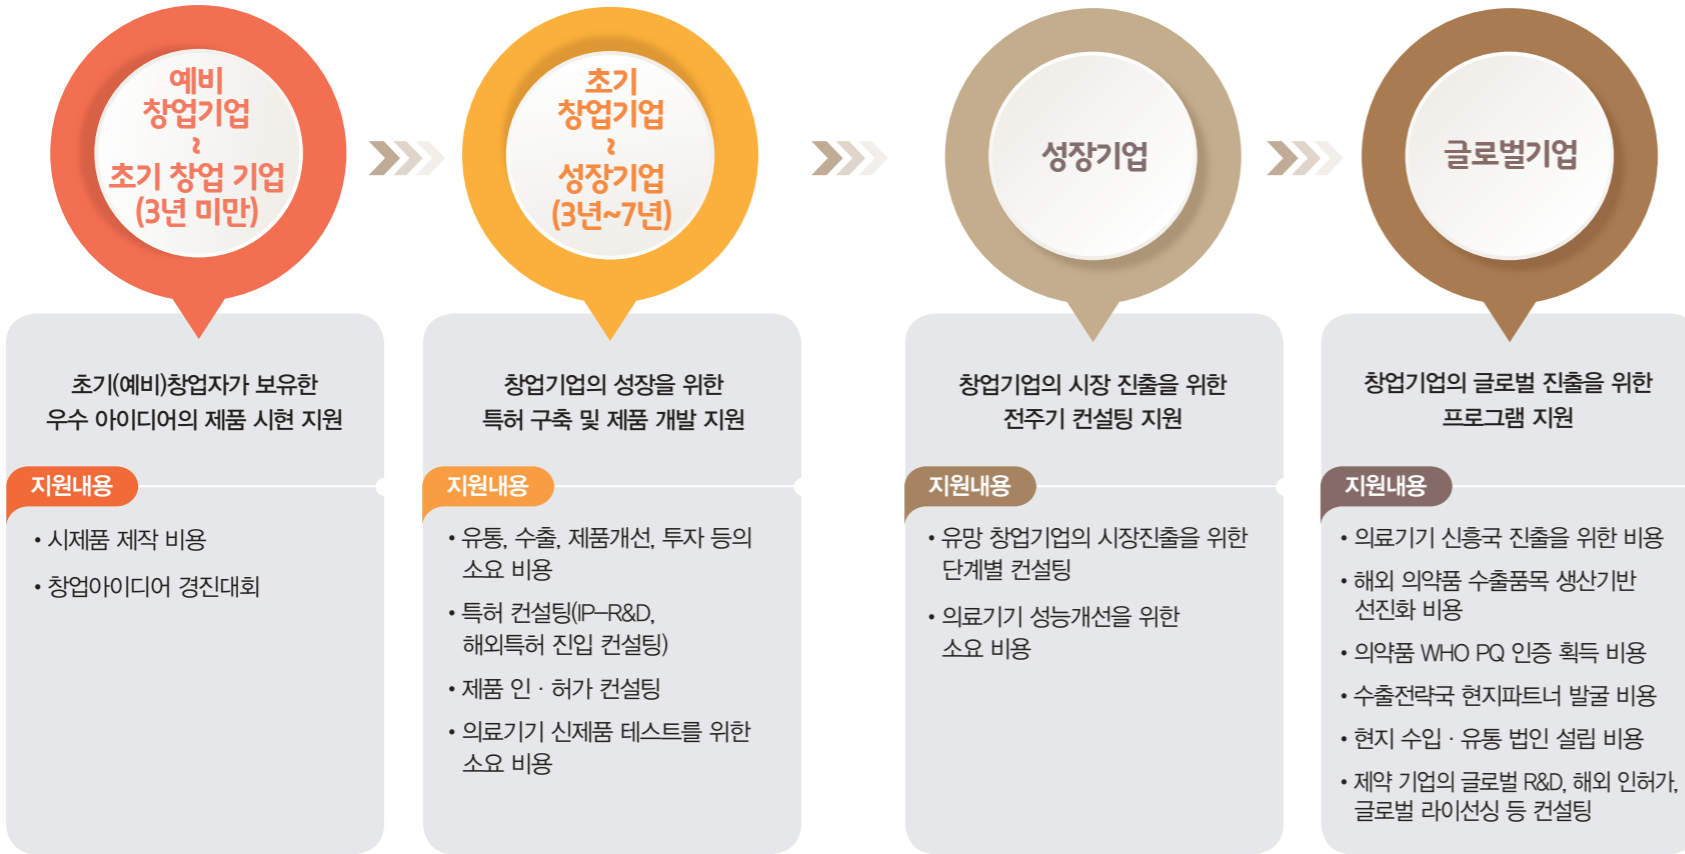 예비
창업기업
~
초기 창업 기업
(3년 미만)
초기(예비)창업자가 보유한
우수 아이디어의 제품 시현 지원
지원내용
• 시제품 제작 비용
• 창업아이디어 경진대회
초기
창업기업
~
성장기업
(3년~7년)
창업기업의 성장을 위한
특허 구축 및 제품 개발 지원
지원내용
• 유통, 수출, 제품개선, 투자 등의
소요 비용
• 특허 컨설팅(IP-R&D,
해외특허 진입 컨설팅)
• 제품 인·허가 컨설팅
• 의료기기 신제품 테스트를 위한
소요 비용
성장기업
창업기업의 시장 진출을 위한
전주기 컨설팅 지원
지원내용
• 유망 창업기업의 시장진출을 위한
단계별 컨설팅
• 의료기기 성능개선을 위한
소요 비용
글로벌기업
창업기업의 글로벌 진출을 위한
프로그램 지원
지원내용
• 의료기기 신흥국 진출을 위한 비용
• 해외 의약품 수출품목 생산기반
선진화 비용
• 의약품 WHO PQ 인증 획득 비용
• 수출전략국 현지파트너 발굴 비용
• 현지 수입·유통 법인 설립 비용
• 제약 기업의 글로벌 R&D, 해외 인허가,
글로벌 라이선싱 등 컨설팅